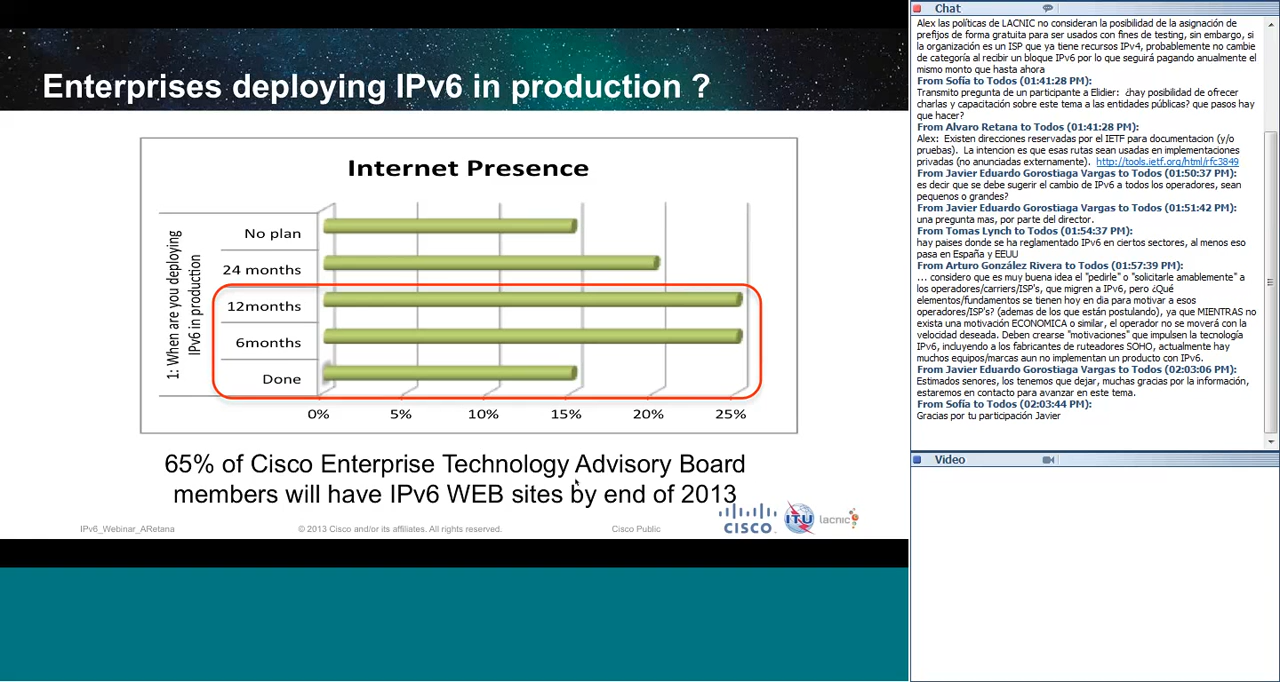 Enterprises deploying IPv6 in production ?
Internet Presence
1: When are you deploying
IPv6 in production
No plan
24 months
12months
6months
Done
0% 5% 10% 15% 20% 25%
65% of Cisco Enterprise Technology Advisory Board
members will have IPv6 WEB sites by end of 2013
IPv6_Webinar_ARetana
© 2013 Cisco and/or its affiliates. All rights reserved.
Cisco Public
CISCO
ITU
lacnic
Chat
Alex las políticas de LACNIC no consideran la posibilidad de la asignación de
prefijos de forma gratuita para ser usados con fines de testing, sin embargo, si
la organización es un ISP que ya tiene recursos IPv4, probablemente no cambie
de categoría al recibir un bloque IPv6 por lo que seguirá pagando anualmente el
mismo monto que hasta ahora
From Sofía to Todos (01:41:28 PM):
Transmito pregunta de un participante a Elidier: ¿hay posibilidad de ofrecer
charlas y capacitación sobre este tema a las entidades públicas? que pasos hay
que hacer?
From Alvaro Retana to Todos (01:41:28 PM):
Alex: Existen direcciones reservadas por el IETF para documentacion (y/o
pruebas). La intencion es que esas rutas sean usadas en implementaciones
privadas (no anunciadas externamente). http://tools.ietf.org/html/rfc3849
From Javier Eduardo Gorostiaga Vargas to Todos (01:50:37 PM):
es decir que se debe sugerir el cambio de IPv6 a todos los operadores, sean
pequenos o grandes?
From Javier Eduardo Gorostiaga Vargas to Todos (01:51:42 PM):
una pregunta mas, por parte del director.
From Tomas Lynch to Todos (01:54:37 PM):
hay paises donde se ha reglamentado IPv6 en ciertos sectores, al menos eso
pasa en España y EEUU
From Arturo González Rivera to Todos (01:57:39 PM):
... considero que es muy buena idea el "pedirle" o "solicitarle amablemente" a
los operadores/carriers/ISP's, que migren a IPv6, pero ¿Qué
elementos/fundamentos se tienen hoy en dia para motivar a esos
operadores/ISP's? (ademas de los que están postulando), ya que MIENTRAS no
exista una motivación ECONOMICA o similar, el operador no se moverá con la
velocidad deseada. Deben crearse "motivaciones" que impulsen la tecnología
IPv6, incluyendo a los fabricantes de ruteadores SOHO, actualmente hay
muchos equipos/marcas aun no implementan un producto con IPv6.
From Javier Eduardo Gorostiaga Vargas to Todos (02:03:06 PM):
Estimados senores, los tenemos que dejar, muchas gracias por la información,
estaremos en contacto para avanzar en este tema.
From Sofía to Todos (02:03:44 PM):
Gracias por tu participación Javier
Video